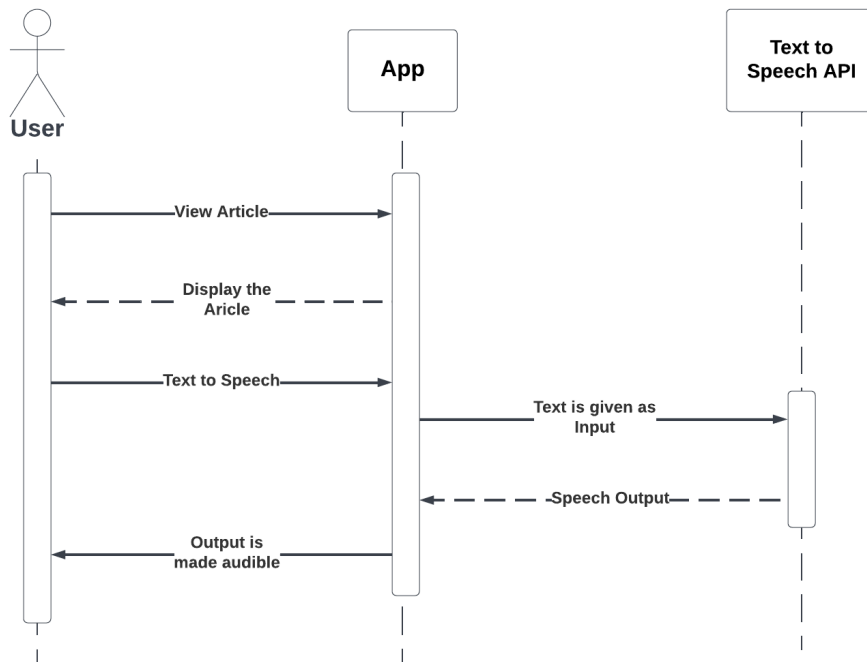 User
App
Text to
Speech API
View Article
Display the
Aricle
Text to Speech
Text is given as
Input
Speech Output
Output is
made audible